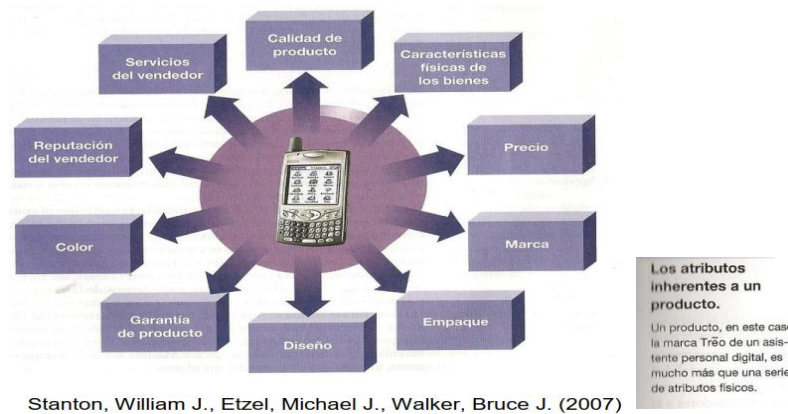 Calidad de
producto
Características
físicas de
los bienes
Precio
Marca
Empaque
Diseño
Garantía
de producto
Color
Reputación
del vendedor
Servicios
del vendedor
Los atributos
inherentes a un
producto.
Un producto, en este caso
la marca Trēo de un asis-
tente personal digital, es
mucho más que una serie
de atributos físicos.
Stanton, William J., Etzel, Michael J., Walker, Bruce J. (2007)